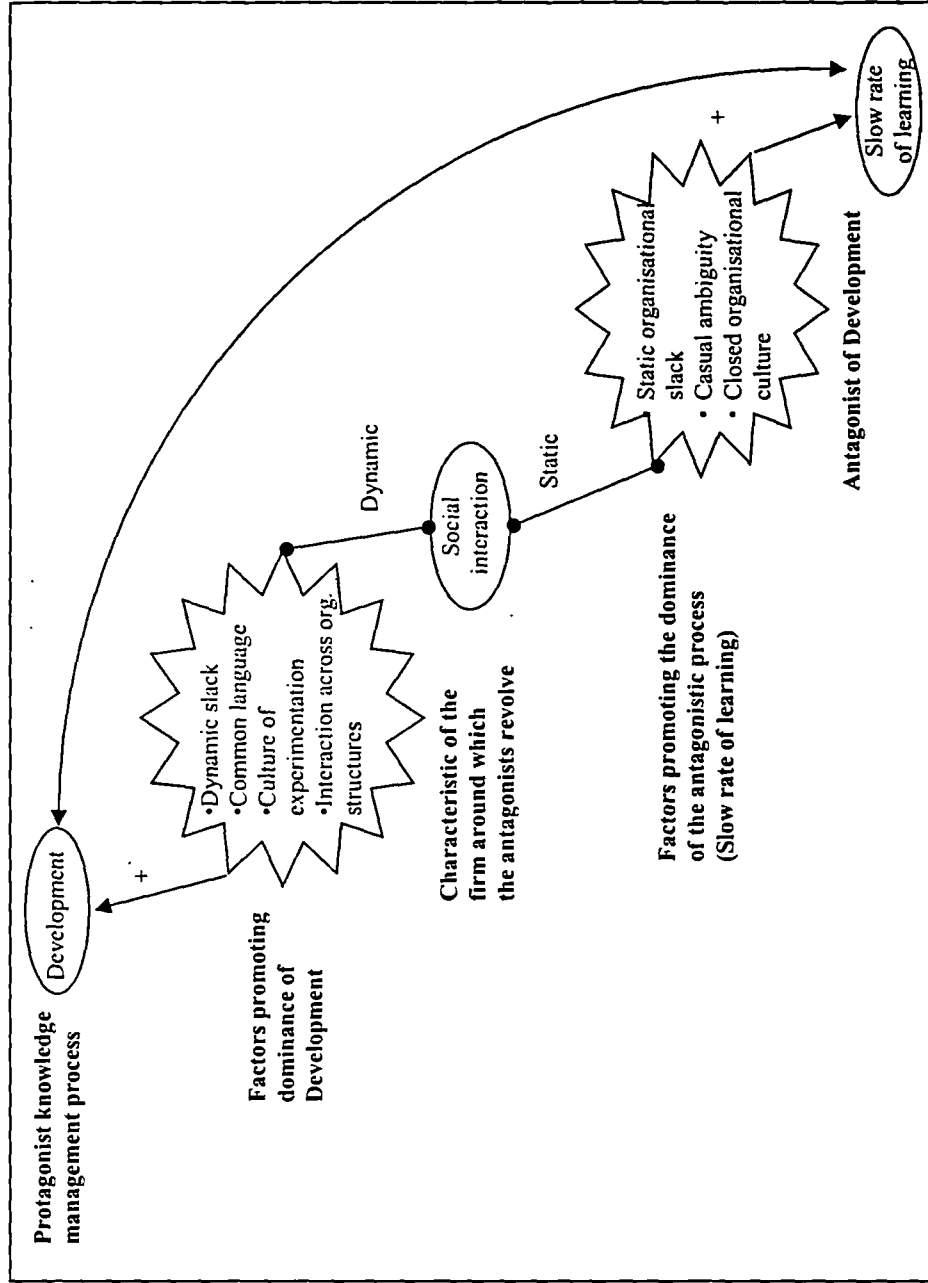 Protagonist knowledge
management process
Development
+
Factors promoting
dominance of
Development
•Dynamic slack
•Common language
•Culture of
experimentation
•Interaction across org.
structures
Dynamic
Characteristic of the
firm around which
the antagonists revolve
Social
interaction
Static
Factors promoting the dominance
of the antagonistic process
(Slow rate of learning)
• Static organisational
slack
• Casual ambiguity
• Closed organisational
culture
+
Antagonist of Development
Slow rate
of learning